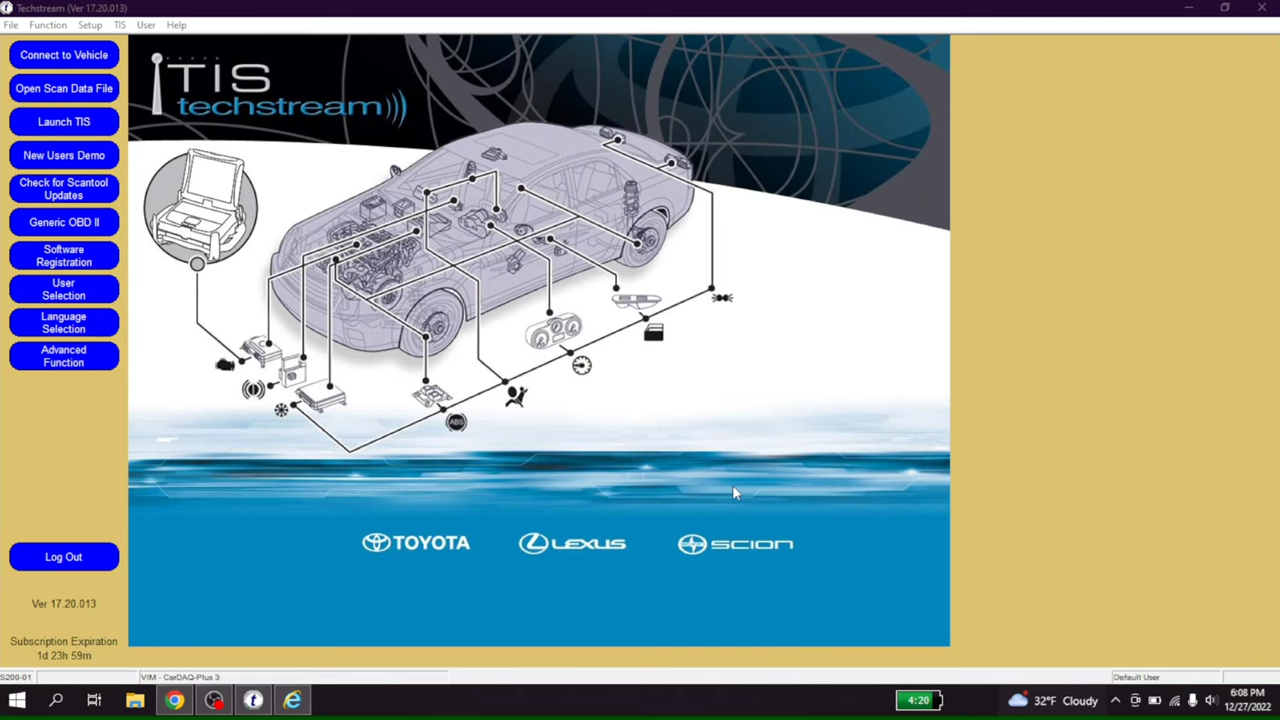 Techstream (Ver 17.20.013)
File Function Setup TIS User Help
Connect to Vehicle
Open Scan Data File
Launch TIS
New Users Demo
Check for Scantool
Updates
Generic OBD II
Software
Registration
User
Selection
Language
Selection
Advanced
Function
Log Out
Ver 17.20.013
Subscription Expiration
1d 23h 59m
TIS
techstream
ABS
TOYOTA
LEXUS
SCION
S200-01
VIM - CarDAQ-Plus 3
Default User
4:20
32°F Cloudy
6:08 PM
12/27/2022